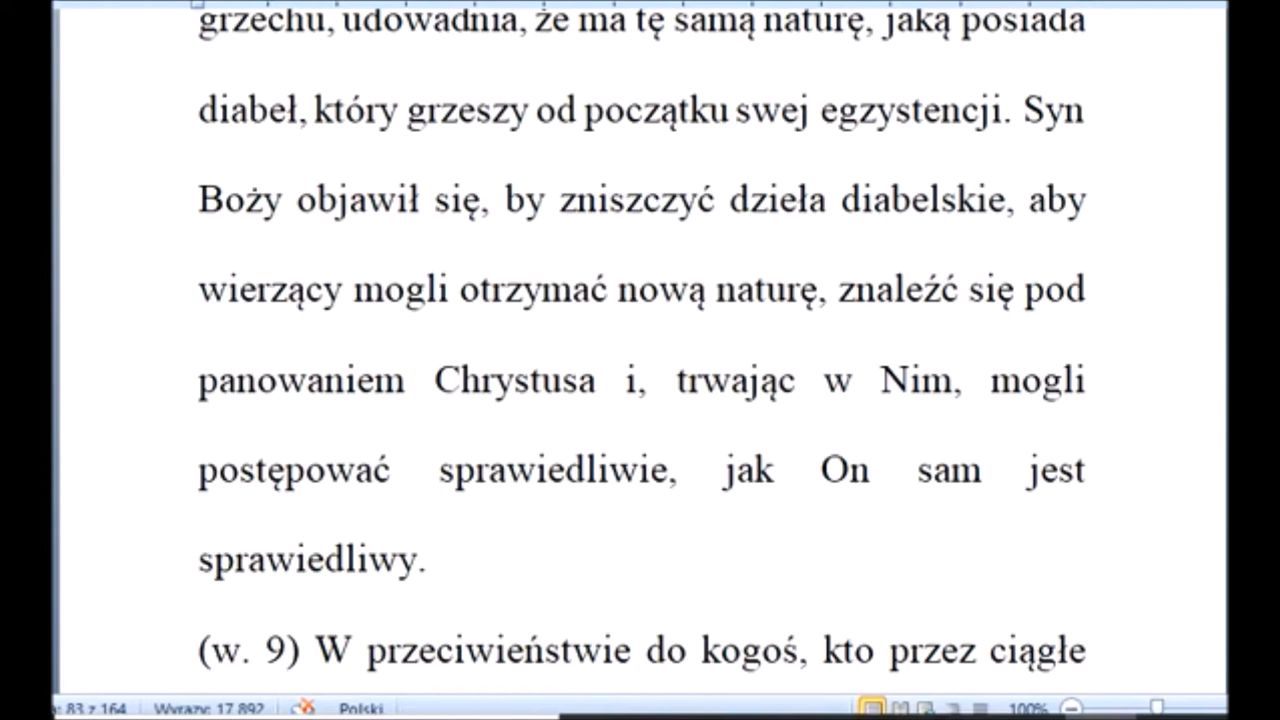 grzechu, udowadnia, że ma tę samą naturę, jaką posiada
diabeł, który grzeszy od początku swej egzystencji. Syn
Boży objawił się, by zniszczyć dzieła diabelskie, aby
wierzący mogli otrzymać nową naturę, znaleźć się pod
panowaniem Chrystusa i, trwając w Nim, mogli
postępować sprawiedliwie, jak On sam jest
sprawiedliwy.
(w. 9) W przeciwieństwie do kogoś, kto przez ciągłe
: 83 z 164 Wyrazy: 17 892 Polski 100%